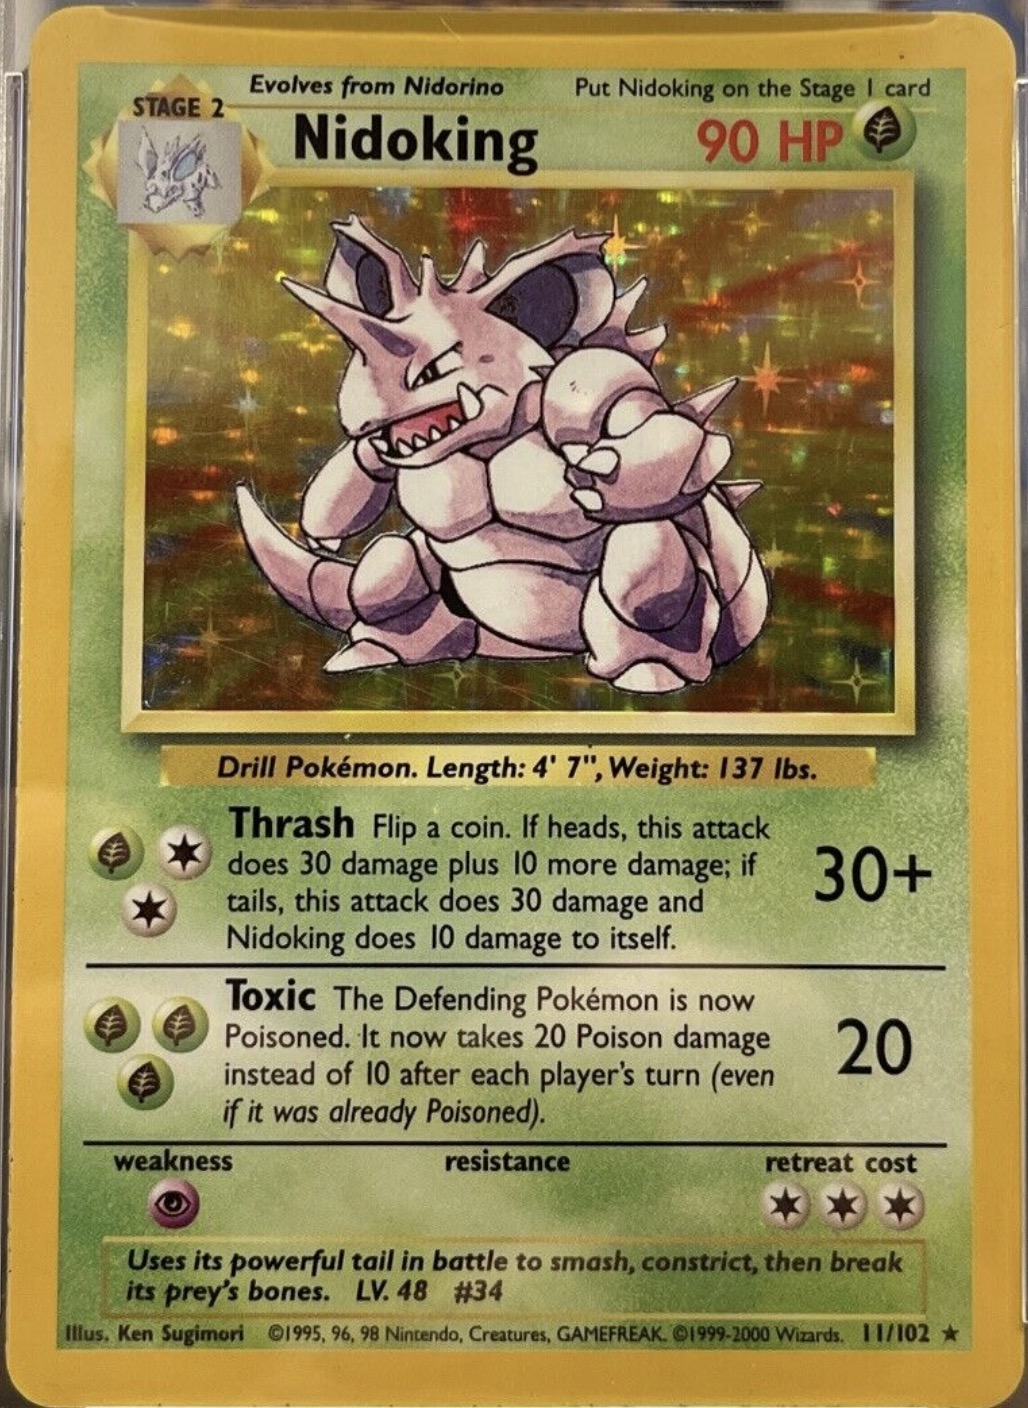 Evolves from Nidorino Put Nidoking on the Stage 1 card
STAGE 2
Nidoking 90 HP
Drill Pokémon. Length: 4' 7", Weight: 137 lbs.
Thrash Flip a coin. If heads, this attack
does 30 damage plus 10 more damage; if
tails, this attack does 30 damage and
Nidoking does 10 damage to itself.
30+
Toxic The Defending Pokémon is now
Poisoned. It now takes 20 Poison damage
instead of 10 after each player's turn (even
if it was already Poisoned).
20
weakness resistance retreat cost
Uses its powerful tail in battle to smash, constrict, then break
its prey's bones. LV. 48 #34
Illus. Ken Sugimori ©1995, 96, 98 Nintendo, Creatures, GAMEFREAK. ©1999-2000 Wizards. 11/102 ★